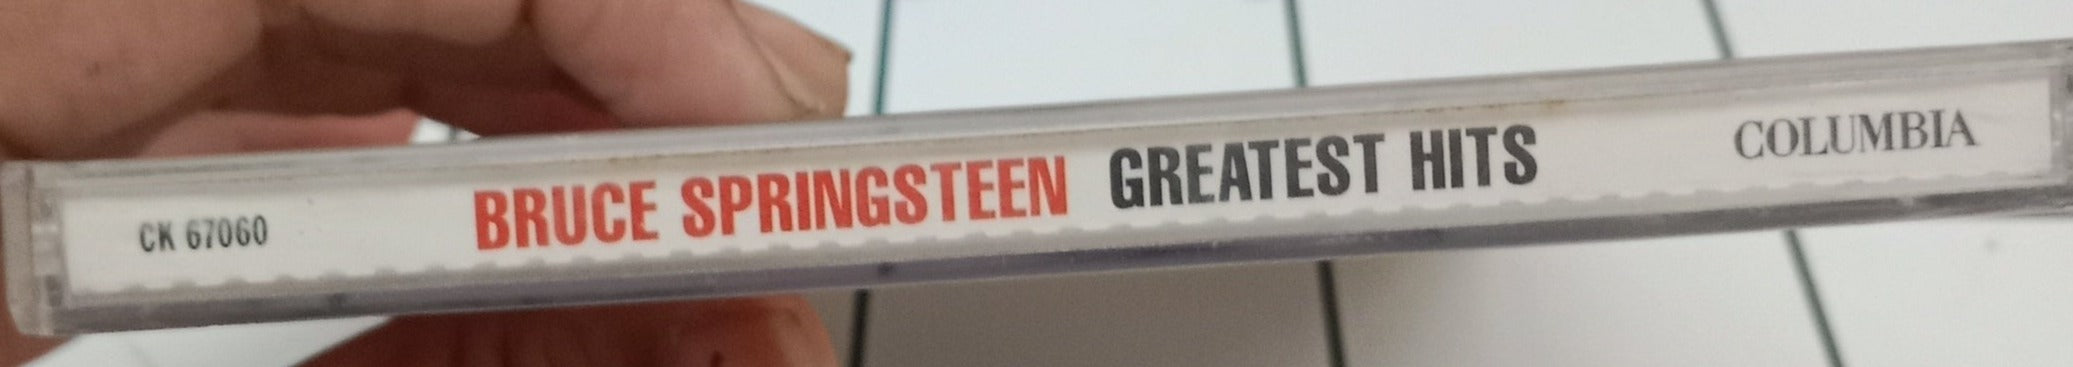 CK 67060 BRUCE SPRINGSTEEN GREATEST HITS COLUMBIA